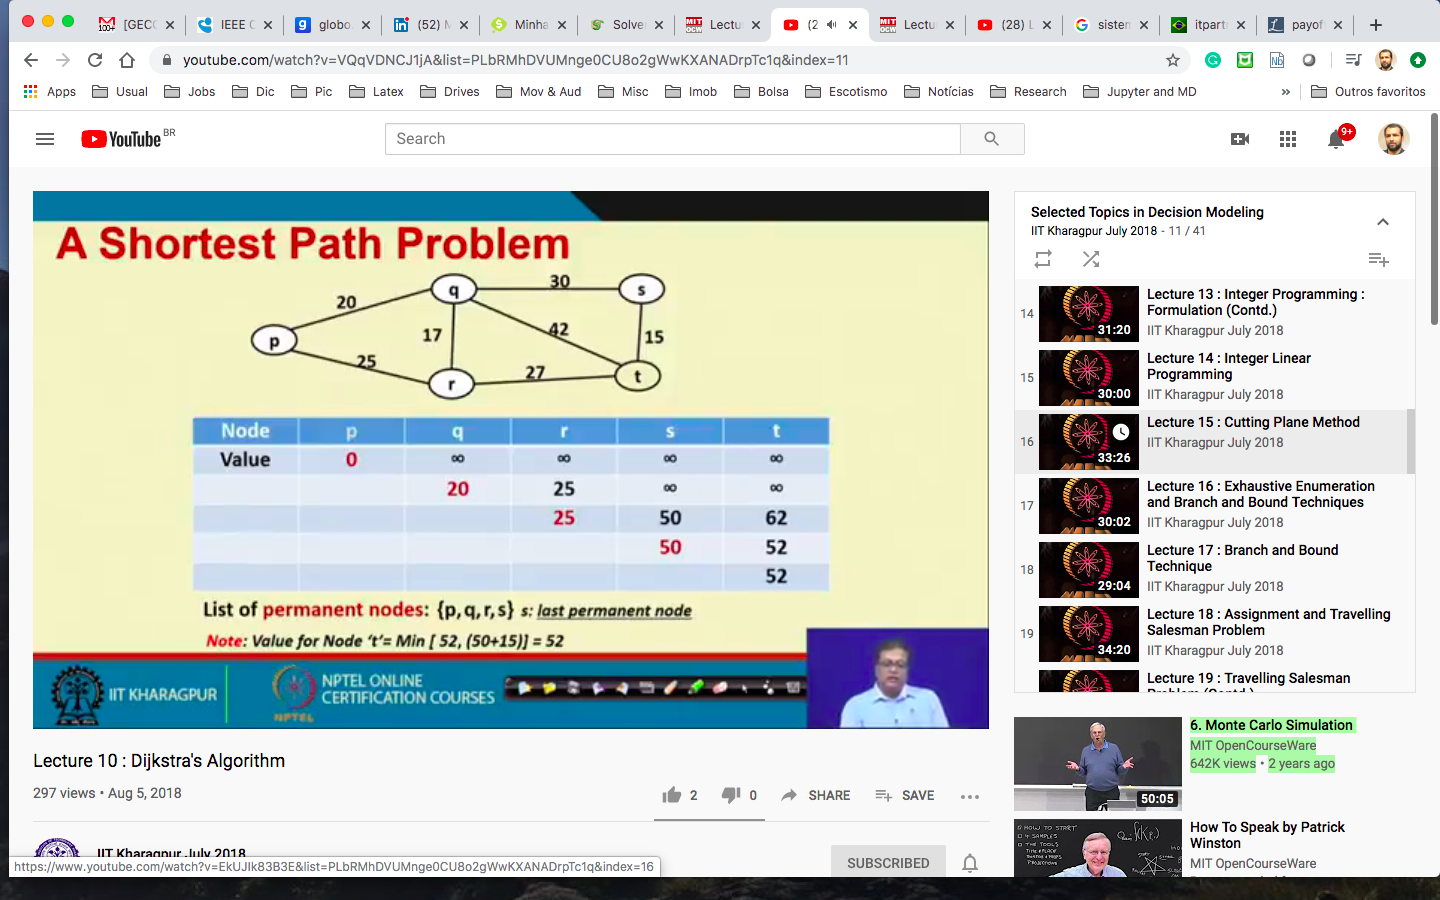 [GECC
IEEE C
globo.
(52) M
Minha
Solve
Lectu
(2
Lectu
(28) L
sisten
itpart
payof
youtube.com/watch?v=VQqVDNCJ1jA&list=PLbRMhDVUMnge0CU8o2gWwKXANADrpTc1q&index=11
Apps Usual Jobs Dic Pic Latex Drives Mov & Aud Misc Imob Bolsa Escotismo Notícias Research Jupyter and MD » Outros favoritos
YouTube BR
Search
9+
A Shortest Path Problem
p q r s t
20 25 17 30 42 27 15
Node p q r s t
Value 0 ∞ ∞ ∞ ∞
20 25 ∞ ∞
25 50 62
50 52
52
List of permanent nodes: {p,q,r,s} s: last permanent node
Note: Value for Node ‘t’= Min [ 52, (50+15)] = 52
IIT KHARAGPUR
NPTEL
NPTEL ONLINE
CERTIFICATION COURSES
Lecture 10 : Dijkstra's Algorithm
297 views • Aug 5, 2018
2 0 SHARE SAVE
IIT Kharagpur July 2018
SUBSCRIBED
https://www.youtube.com/watch?v=EkUJIk83B3E&list=PLbRMhDVUMnge0CU8o2gWwKXANADrpTc1q&index=16
Selected Topics in Decision Modeling
IIT Kharagpur July 2018 - 11 / 41
14
31:20
Lecture 13 : Integer Programming :
Formulation (Contd.)
IIT Kharagpur July 2018
15
30:00
Lecture 14 : Integer Linear
Programming
IIT Kharagpur July 2018
16
33:26
Lecture 15 : Cutting Plane Method
IIT Kharagpur July 2018
17
30:02
Lecture 16 : Exhaustive Enumeration
and Branch and Bound Techniques
IIT Kharagpur July 2018
18
29:04
Lecture 17 : Branch and Bound
Technique
IIT Kharagpur July 2018
19
34:20
Lecture 18 : Assignment and Travelling
Salesman Problem
IIT Kharagpur July 2018
Lecture 19 : Travelling Salesman
Problem (Contd.)
50:05
6. Monte Carlo Simulation
MIT OpenCourseWare
642K views • 2 years ago
How To Speak by Patrick
Winston
MIT OpenCourseWare